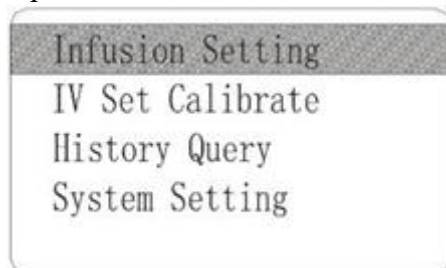 Infusion Setting
IV Set Calibrate
History Query
System Setting